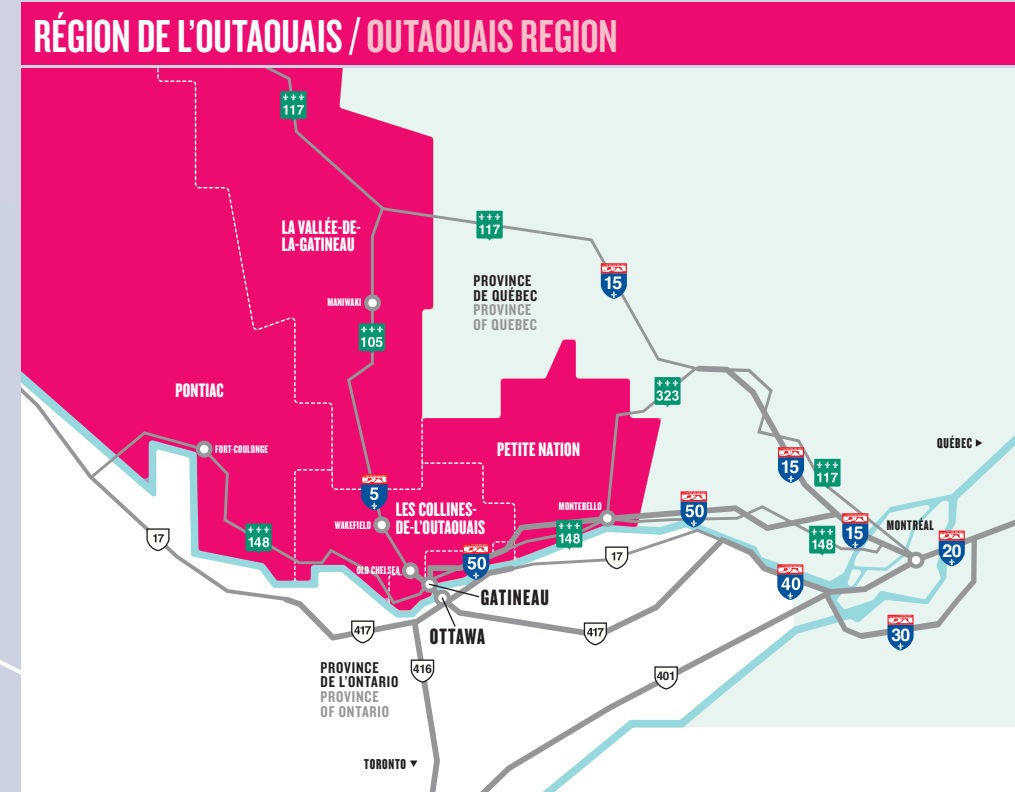 RÉGION DE L'OUTAOUAIS / OUTAOUAIS REGION
117
LA VALLÉE-DE-
LA-GATINEAU
117
PROVINCE
DE QUÉBEC
PROVINCE
OF QUEBEC
15
MANIWAKI
105
PONTIAC
323
FORT-COULONGE
PETITE NATION
QUÉBEC
15
117
5
LES COLLINES-
DE-L'OUTAOUAIS
WAKEFIELD
MONTEBELLO
50
148
17
148
148
15
MONTRÉAL
20
17
50
OLD CHELSEA
40
GATINEAU
OTTAWA
417
417
30
416
401
PROVINCE
DE L'ONTARIO
PROVINCE
OF ONTARIO
TORONTO